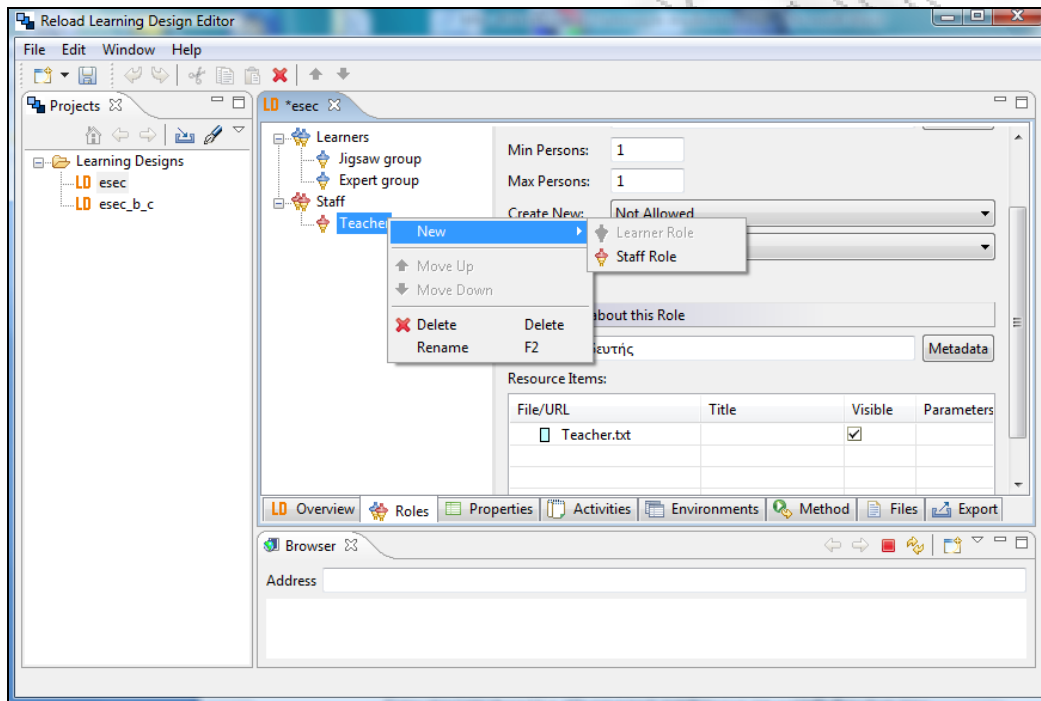 Reload Learning Design Editor
File Edit Window Help
Projects
Learning Designs
LD esec
LD esec_b_c
LD *esec
Learners
Jigsaw group
Expert group
Staff
Teacher
Min Persons: 1
Max Persons: 1
Create New: Not Allowed
New
Move Up
Move Down
Delete Delete
Rename F2
Learner Role
Staff Role
bout this Role
ευτής Metadata
Resource Items:
File/URL Title Visible Parameters
Teacher.txt
LD Overview Roles Properties Activities Environments Method Files Export
Browser
Address